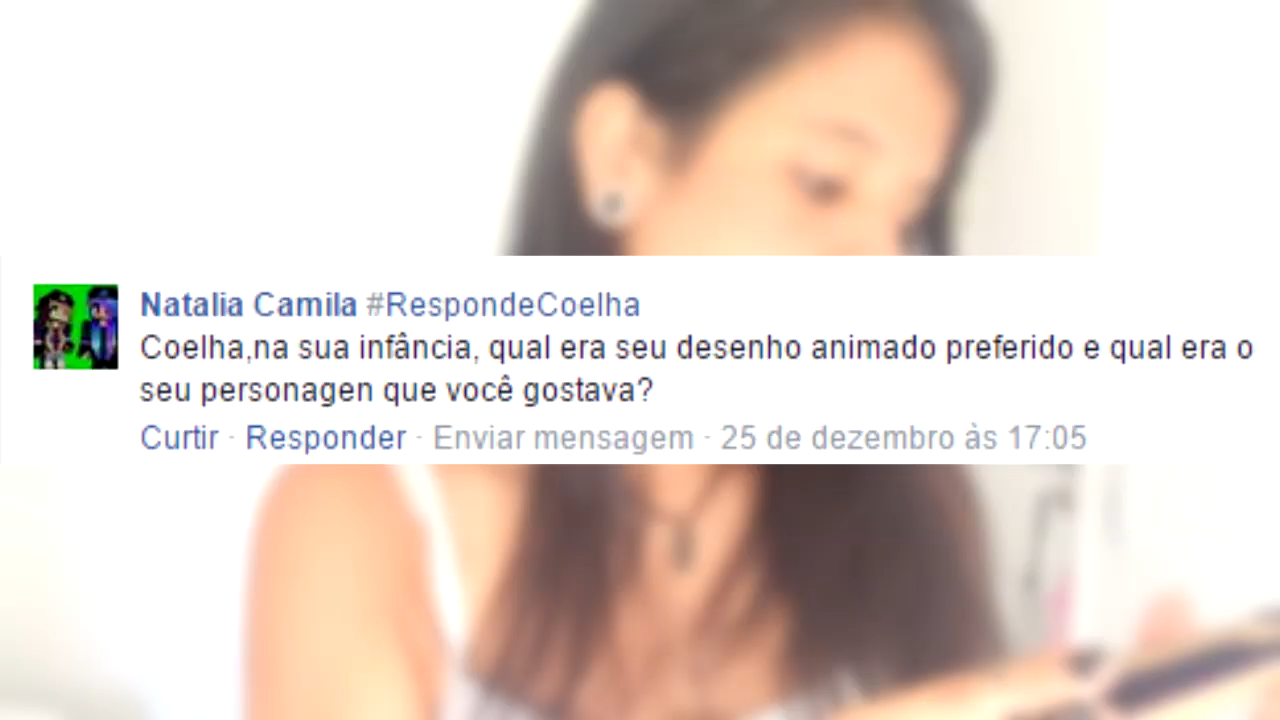 Natalia Camila #RespondeCoelha
Coelha,na sua infância, qual era seu desenho animado preferido e qual era o
seu personagen que você gostava?
Curtir · Responder · Enviar mensagem · 25 de dezembro às 17:05